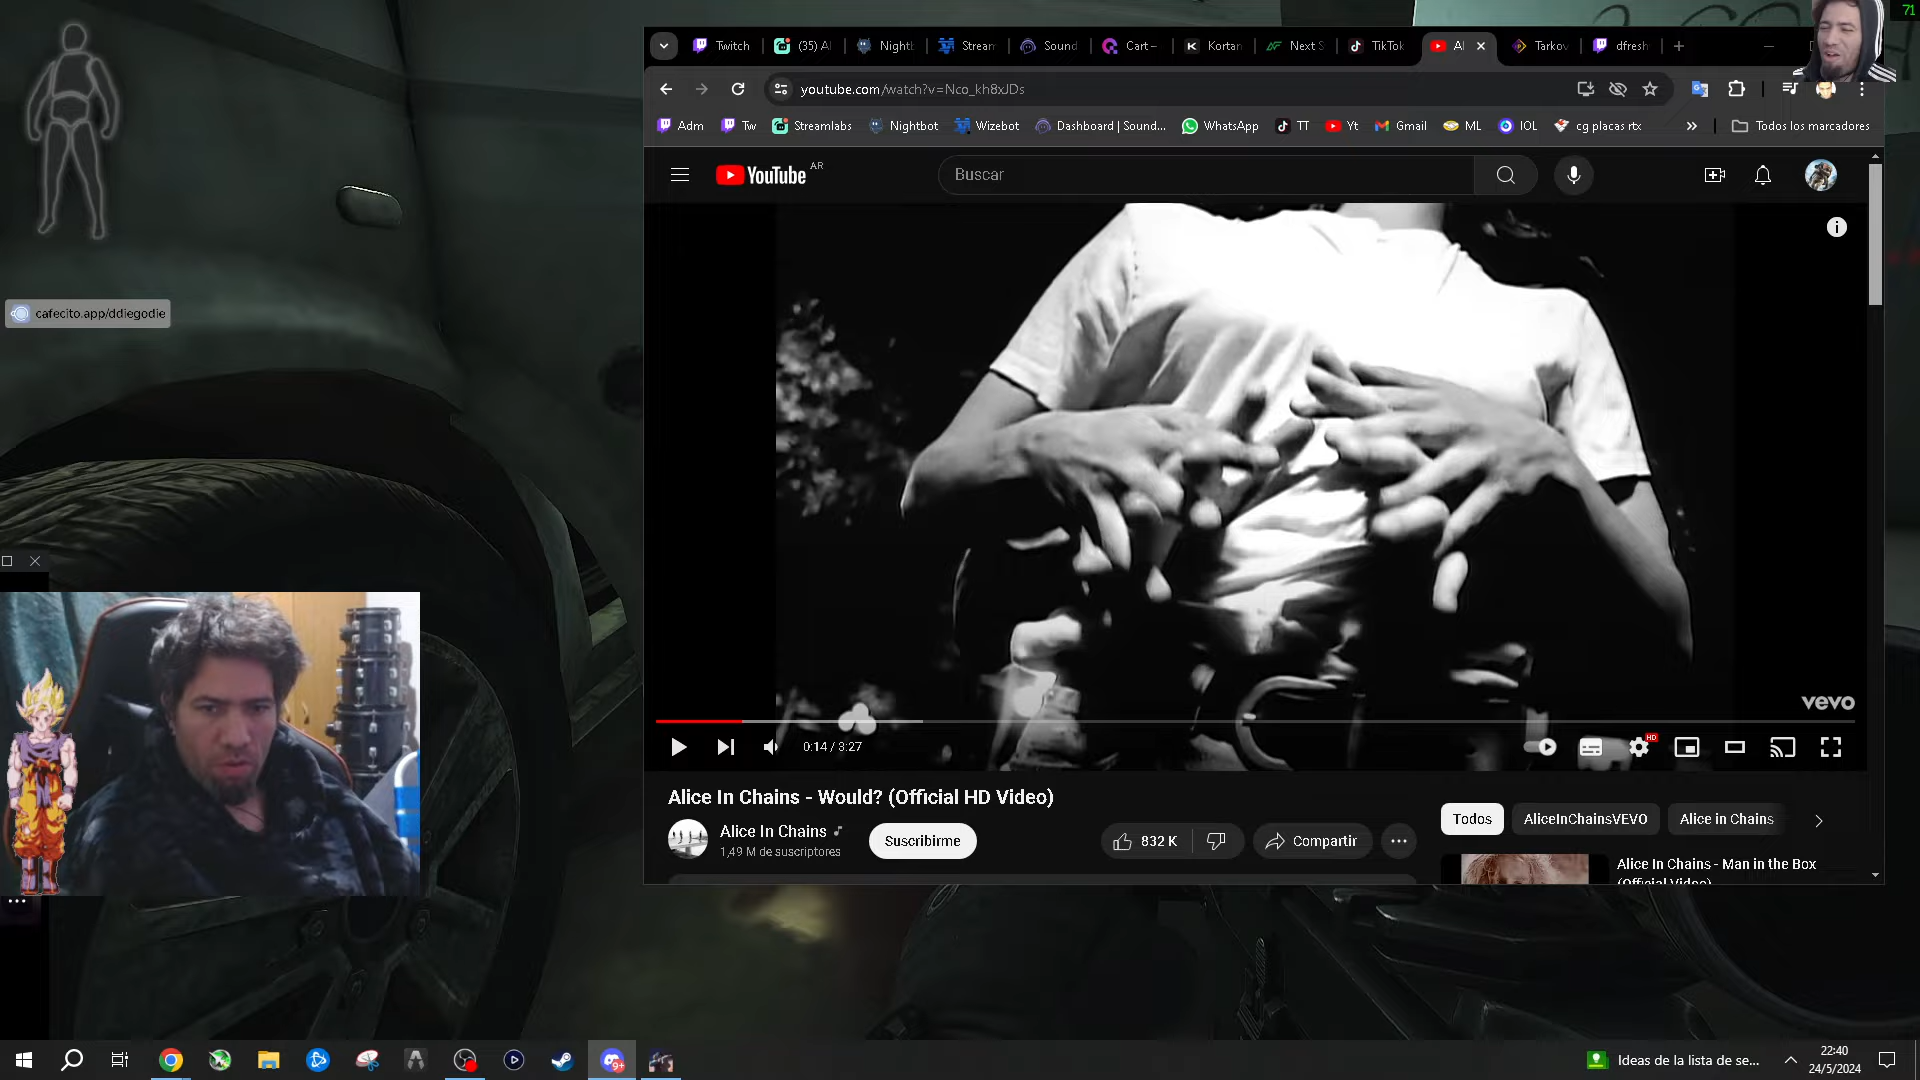 71
Twitch
(35) Al
Nightb
Stream
Sound
Cart –
Kortan
Next S
TikTok
Al
Tarkov
dfresh
youtube.com/watch?v=Nco_kh8xJDs
Adm
Tw
Streamlabs
Nightbot
Wizebot
Dashboard | Sound...
WhatsApp
TT
Yt
Gmail
ML
IOL
cg placas rtx
Todos los marcadores
YouTube AR
Buscar
cafecito.app/ddiegodie
vevo
0:14 / 3:27
HD
Alice In Chains - Would? (Official HD Video)
Alice In Chains
1,49 M de suscriptores
Suscribirme
832 K
Compartir
Todos
AliceInChainsVEVO
Alice in Chains
Alice In Chains - Man in the Box
(Official Video)
9+
Ideas de la lista de se...
22:40
24/5/2024